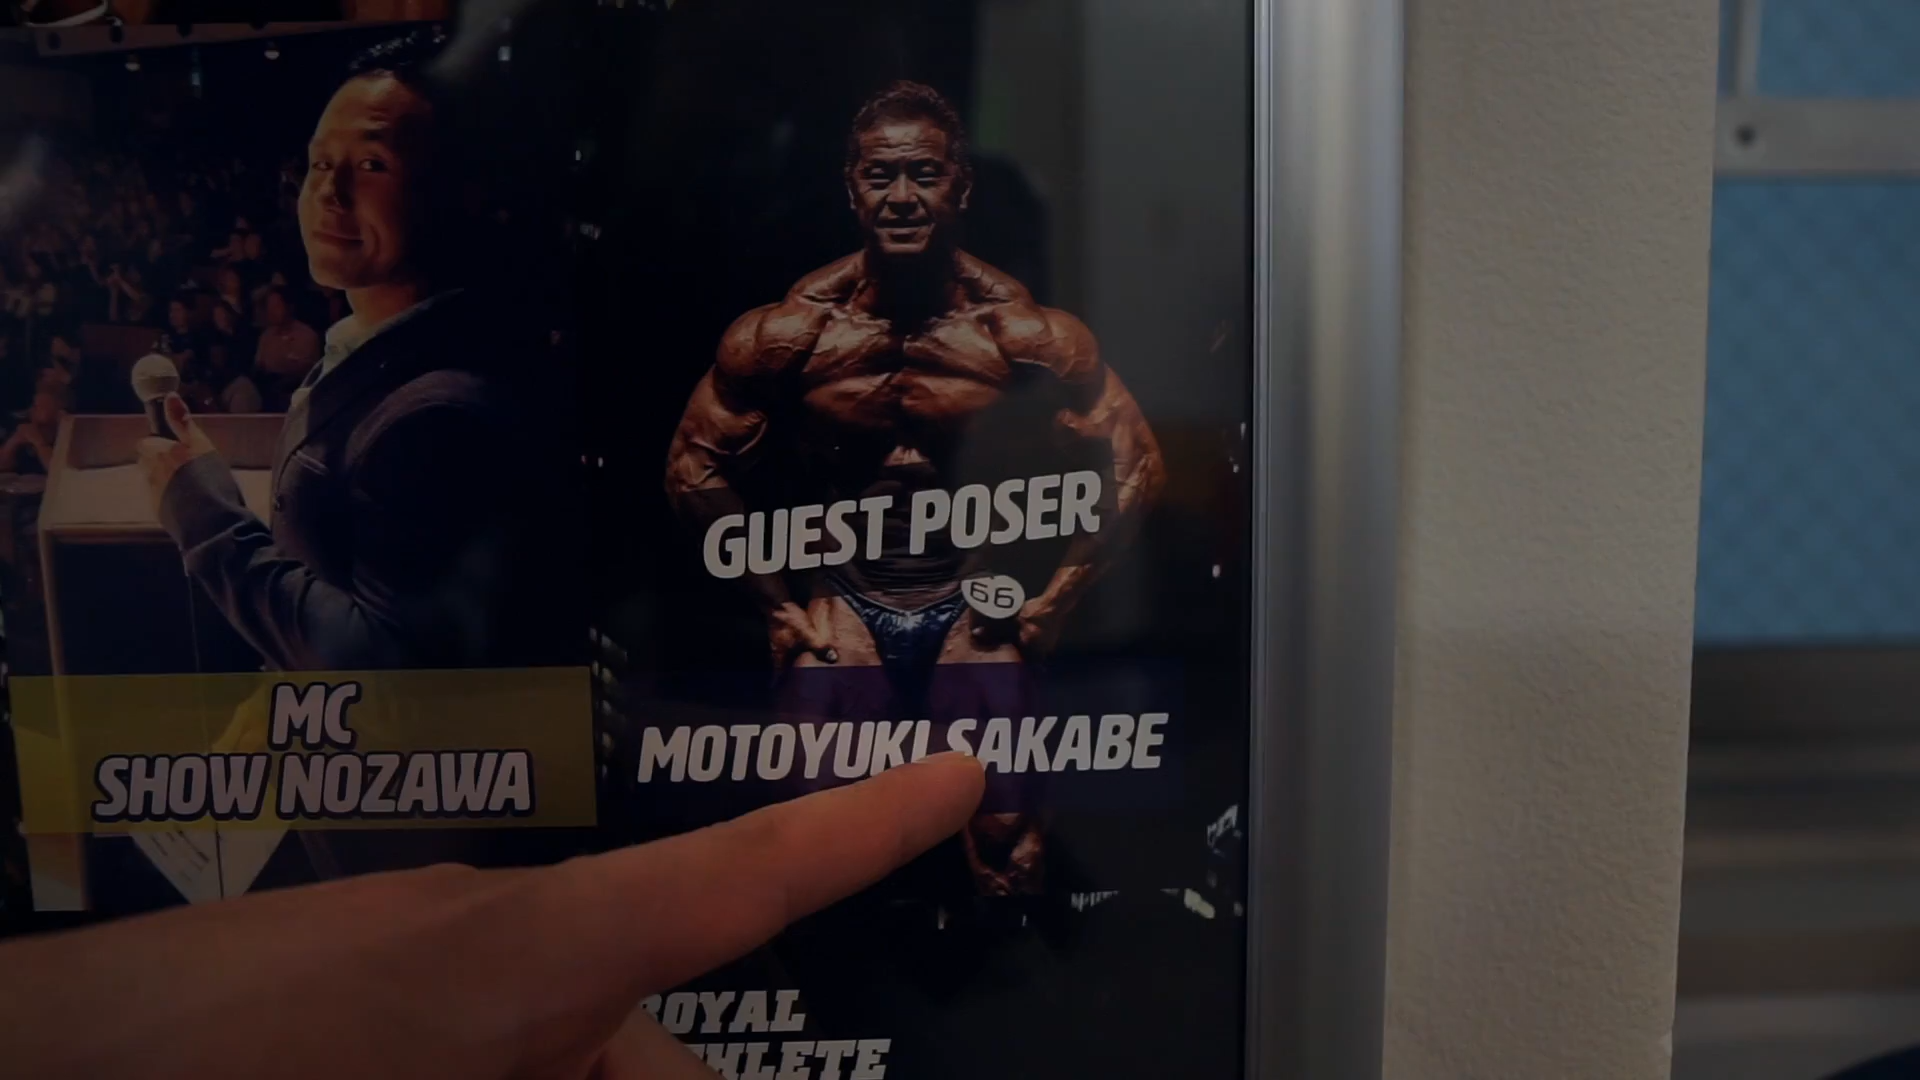 GUEST POSER
66
MC
SHOW NOZAWA
MOTOYUKI SAKABE
ROYAL